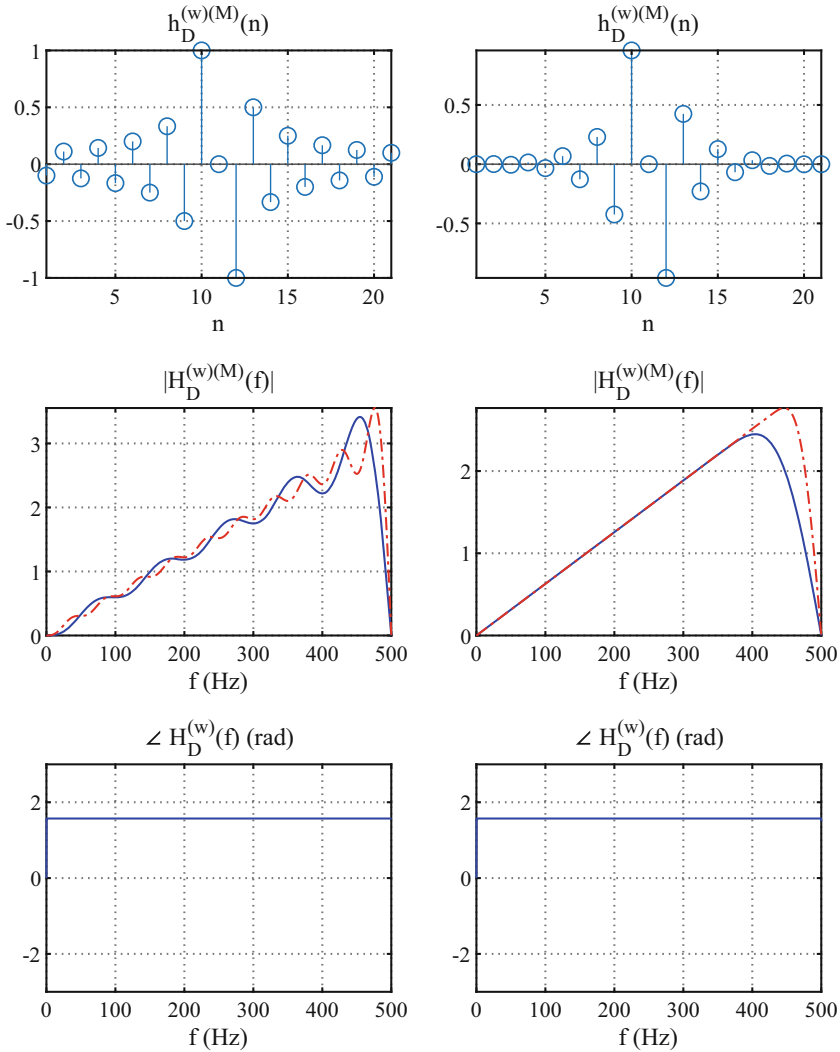 h_D^(w)(M)(n)
1
0.5
0
-0.5
-1
5 10 15 20
n
h_D^(w)(M)(n)
0.5
0
-0.5
5 10 15 20
n
|H_D^(w)(M)(f)|
3
2
1
0
0 100 200 300 400 500
f (Hz)
|H_D^(w)(M)(f)|
2
1
0
0 100 200 300 400 500
f (Hz)
∠ H_D^(w)(f) (rad)
2
0
-2
0 100 200 300 400 500
f (Hz)
∠ H_D^(w)(f) (rad)
2
0
-2
0 100 200 300 400 500
f (Hz)